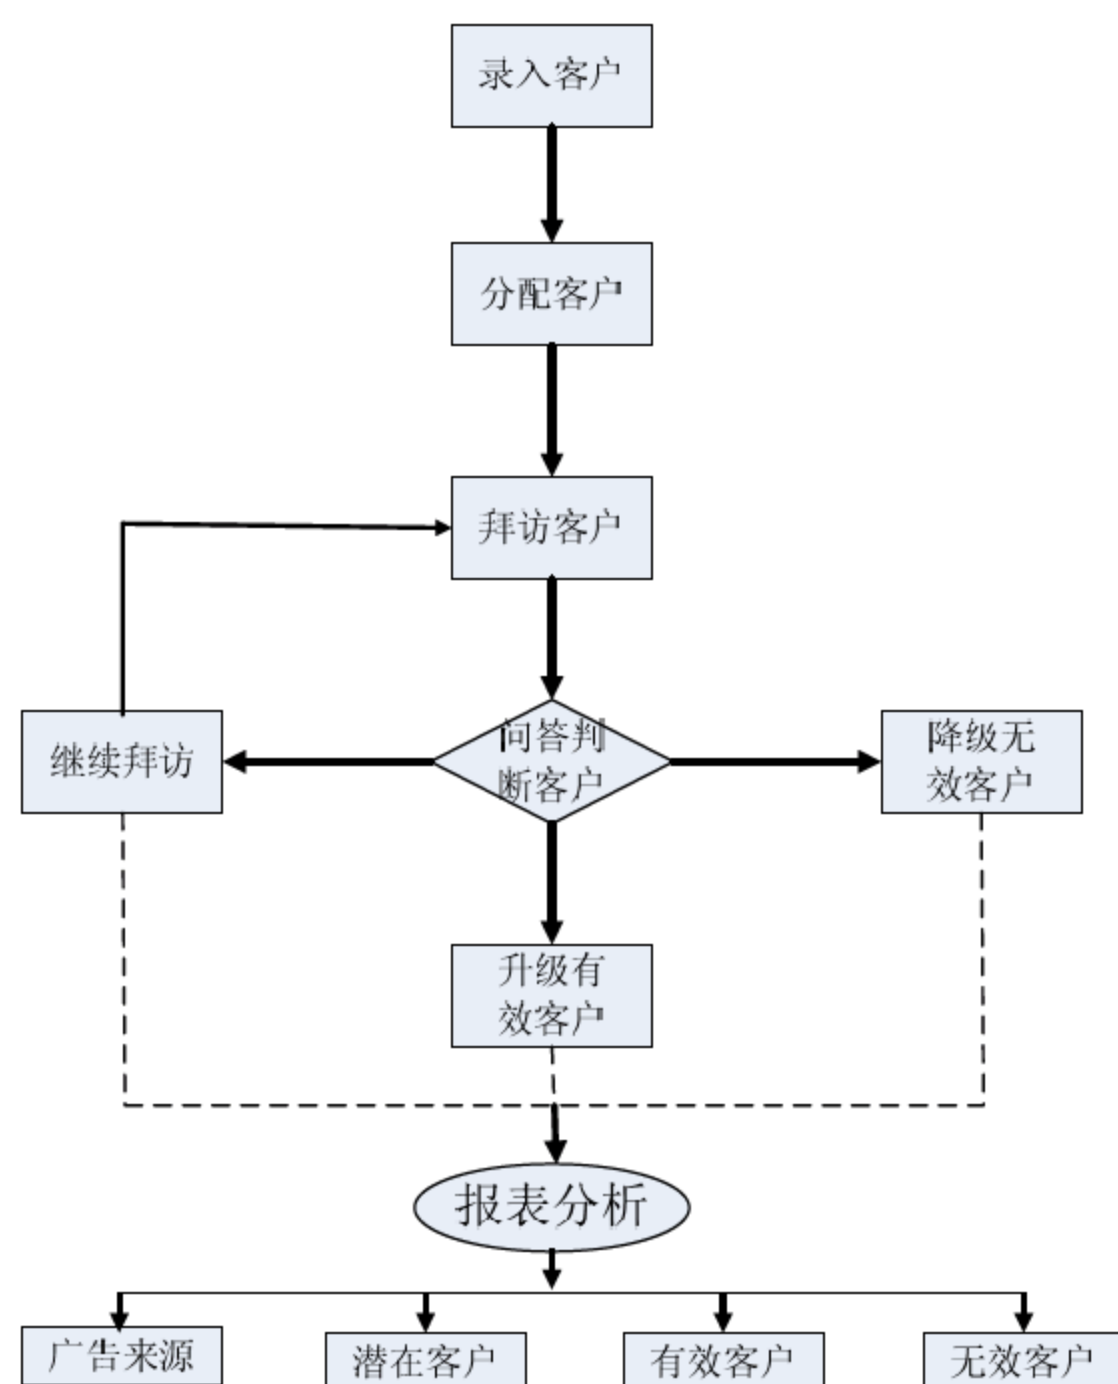 录入客户
分配客户
拜访客户
继续拜访
问答判
断客户
降级无
效客户
升级有
效客户
报表分析
广告来源
潜在客户
有效客户
无效客户